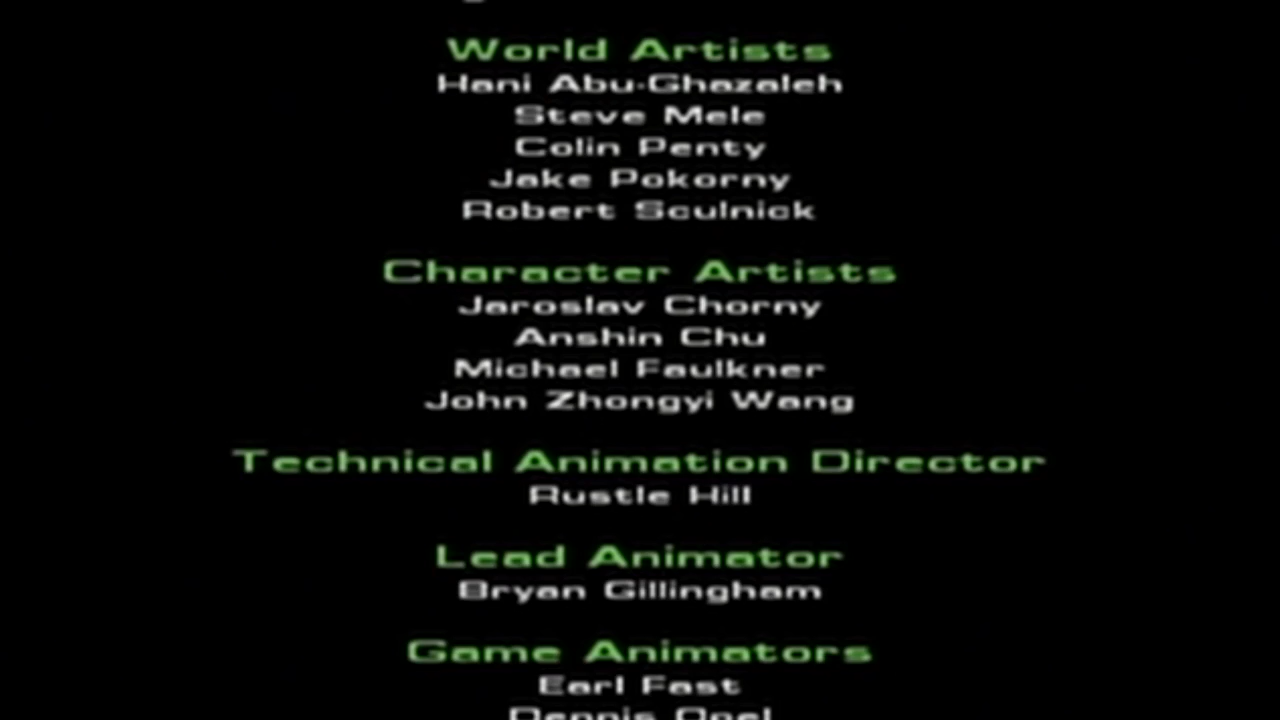 World Artists
Hani Abu-Ghazaleh
Steve Mele
Colin Penty
Jake Pokorny
Robert Sculnick
Character Artists
Jaroslav Chorny
Anshin Chu
Michael Faulkner
John Zhongyi Wang
Technical Animation Director
Rustle Hill
Lead Animator
Bryan Gillingham
Game Animators
Earl Fast
Dennis